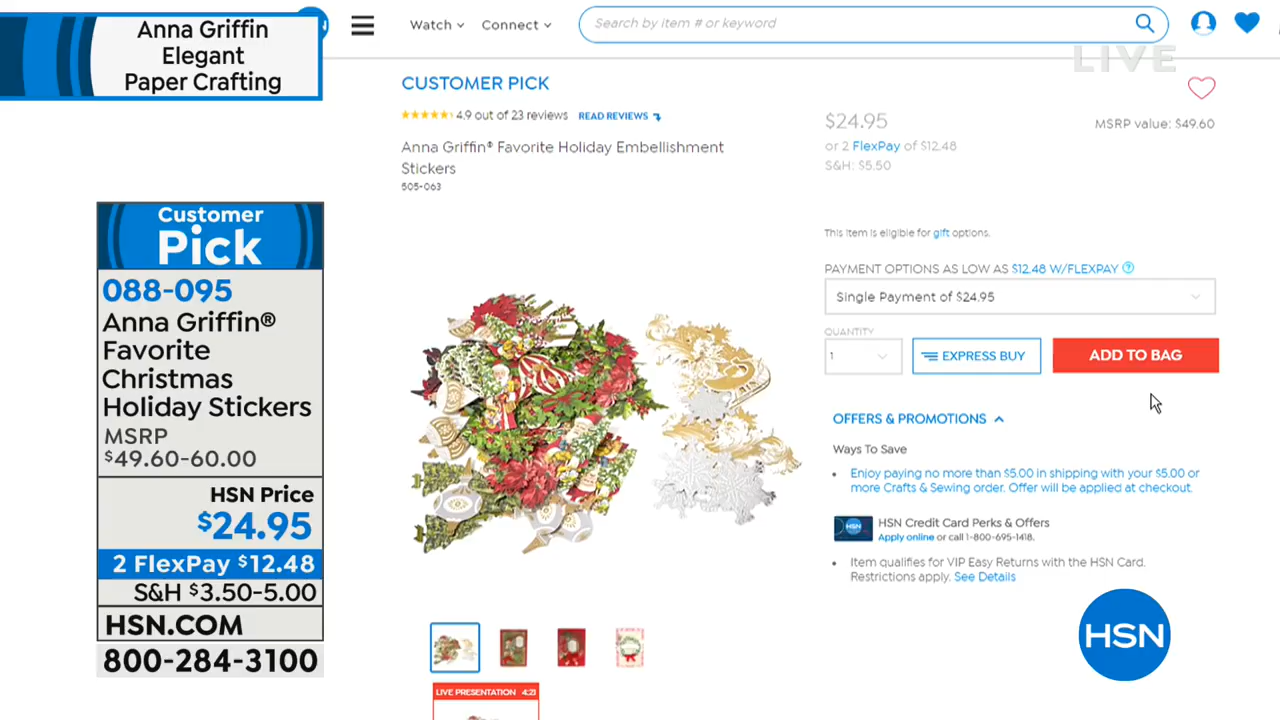 Anna Griffin
Elegant
Paper Crafting
Watch
Connect
Search by item # or keyword
LIVE
CUSTOMER PICK
4.9 out of 23 reviews READ REVIEWS
Anna Griffin® Favorite Holiday Embellishment
Stickers
505-063
$24.95
MSRP value: $49.60
or 2 FlexPay of $12.48
S&H: $5.50
This item is eligible for gift options.
PAYMENT OPTIONS AS LOW AS $12.48 W/FLEXPAY ?
Single Payment of $24.95
QUANTITY
1
EXPRESS BUY
ADD TO BAG
OFFERS & PROMOTIONS
Ways To Save
• Enjoy paying no more than $5.00 in shipping with your $5.00 or
more Crafts & Sewing order. Offer will be applied at checkout.
HSN
HSN Credit Card Perks & Offers
Apply online or call 1-800-695-1418.
• Item qualifies for VIP Easy Returns with the HSN Card.
Restrictions apply. See Details
LIVE PRESENTATION 4:21
Customer
Pick
088-095
Anna Griffin®
Favorite
Christmas
Holiday Stickers
MSRP
$49.60-60.00
HSN Price
$24.95
2 FlexPay $12.48
S&H $3.50-5.00
HSN.COM
800-284-3100
HSN